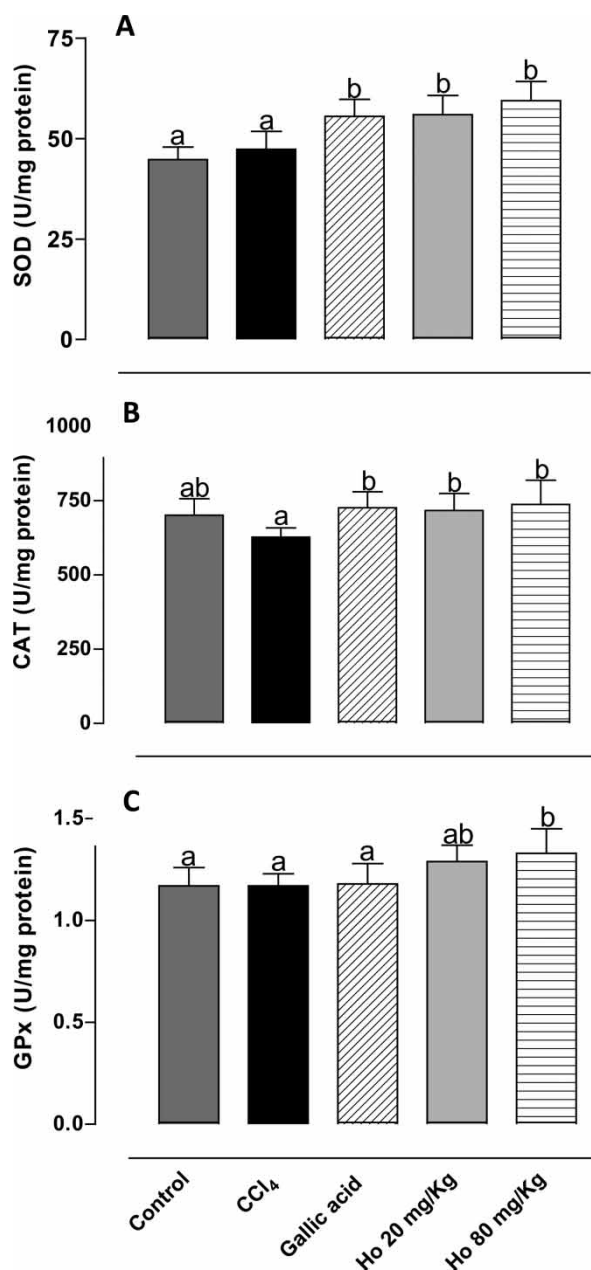 A
75
50
25
0
SOD (U/mg protein)
a
a
b
b
b
B
1000
750
500
250
0
CAT (U/mg protein)
ab
a
b
b
b
C
1.5
1.0
0.5
0.0
GPx (U/mg protein)
a
a
a
ab
b
Control
CCl₄
Gallic acid
Ho 20 mg/Kg
Ho 80 mg/Kg